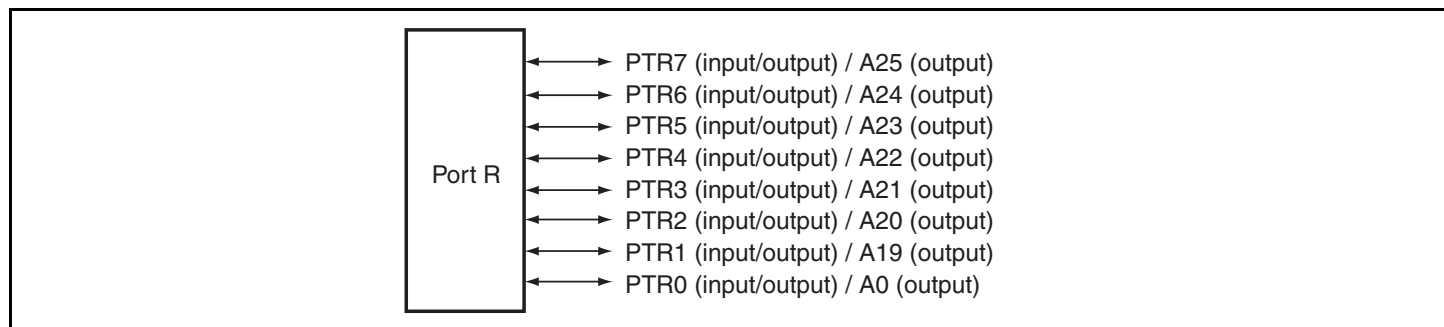 Port R
PTR7 (input/output) / A25 (output)
PTR6 (input/output) / A24 (output)
PTR5 (input/output) / A23 (output)
PTR4 (input/output) / A22 (output)
PTR3 (input/output) / A21 (output)
PTR2 (input/output) / A20 (output)
PTR1 (input/output) / A19 (output)
PTR0 (input/output) / A0 (output)